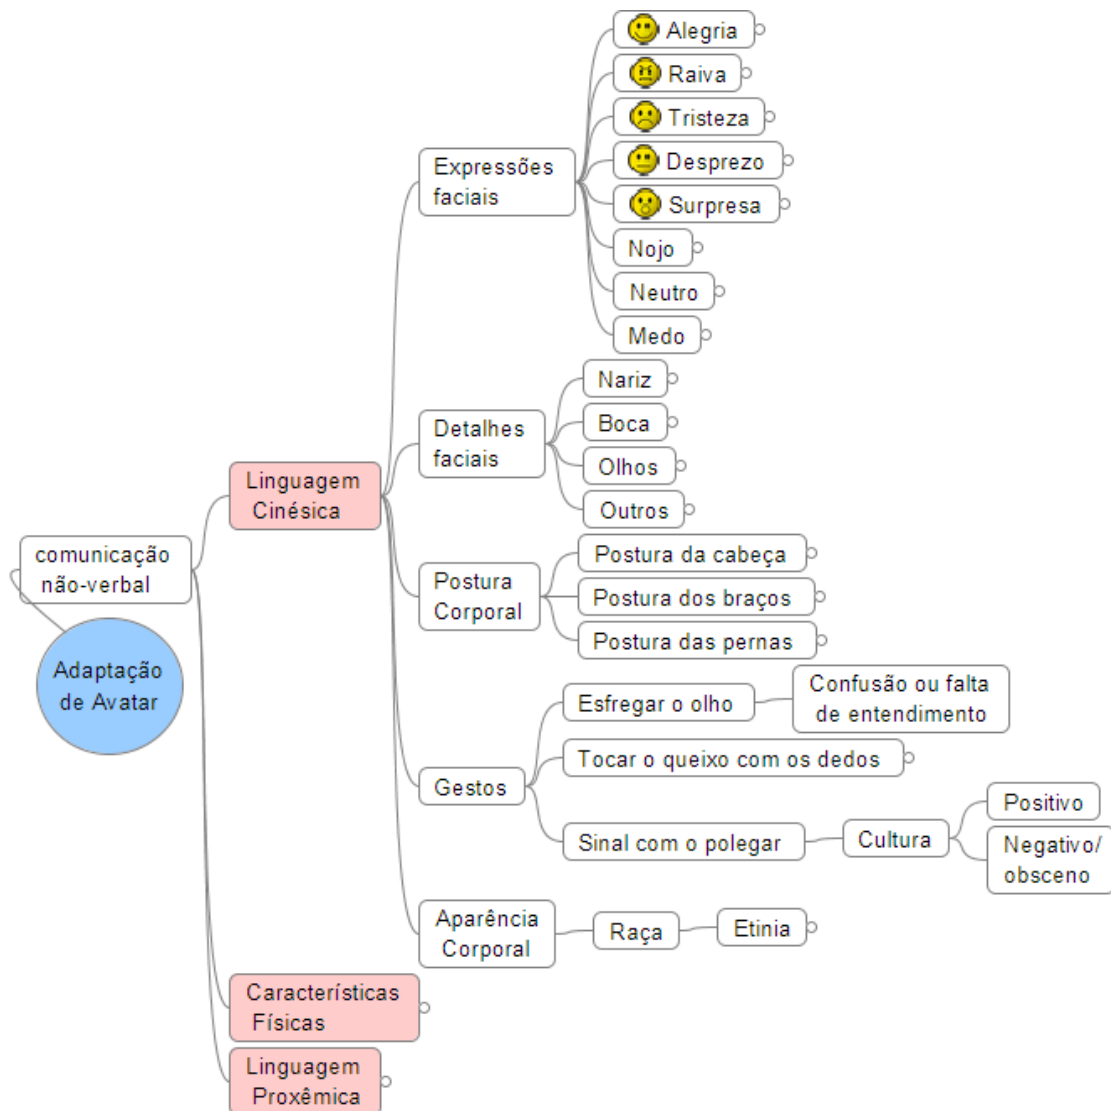 Alegria
Raiva
Tristeza
Desprezo
Surpresa
Nojo
Neutro
Medo
Expressões
faciais
Nariz
Boca
Olhos
Outros
Detalhes
faciais
Linguagem
Cinésica
comunicação
não-verbal
Adaptação
de Avatar
Postura
Corporal
Postura da cabeça
Postura dos braços
Postura das pernas
Gestos
Esfregar o olho
Confusão ou falta
de entendimento
Tocar o queixo com os dedos
Sinal com o polegar
Cultura
Positivo
Negativo/
obsceno
Aparência
Corporal
Raça
Etinia
Características
Físicas
Linguagem
Proxêmica